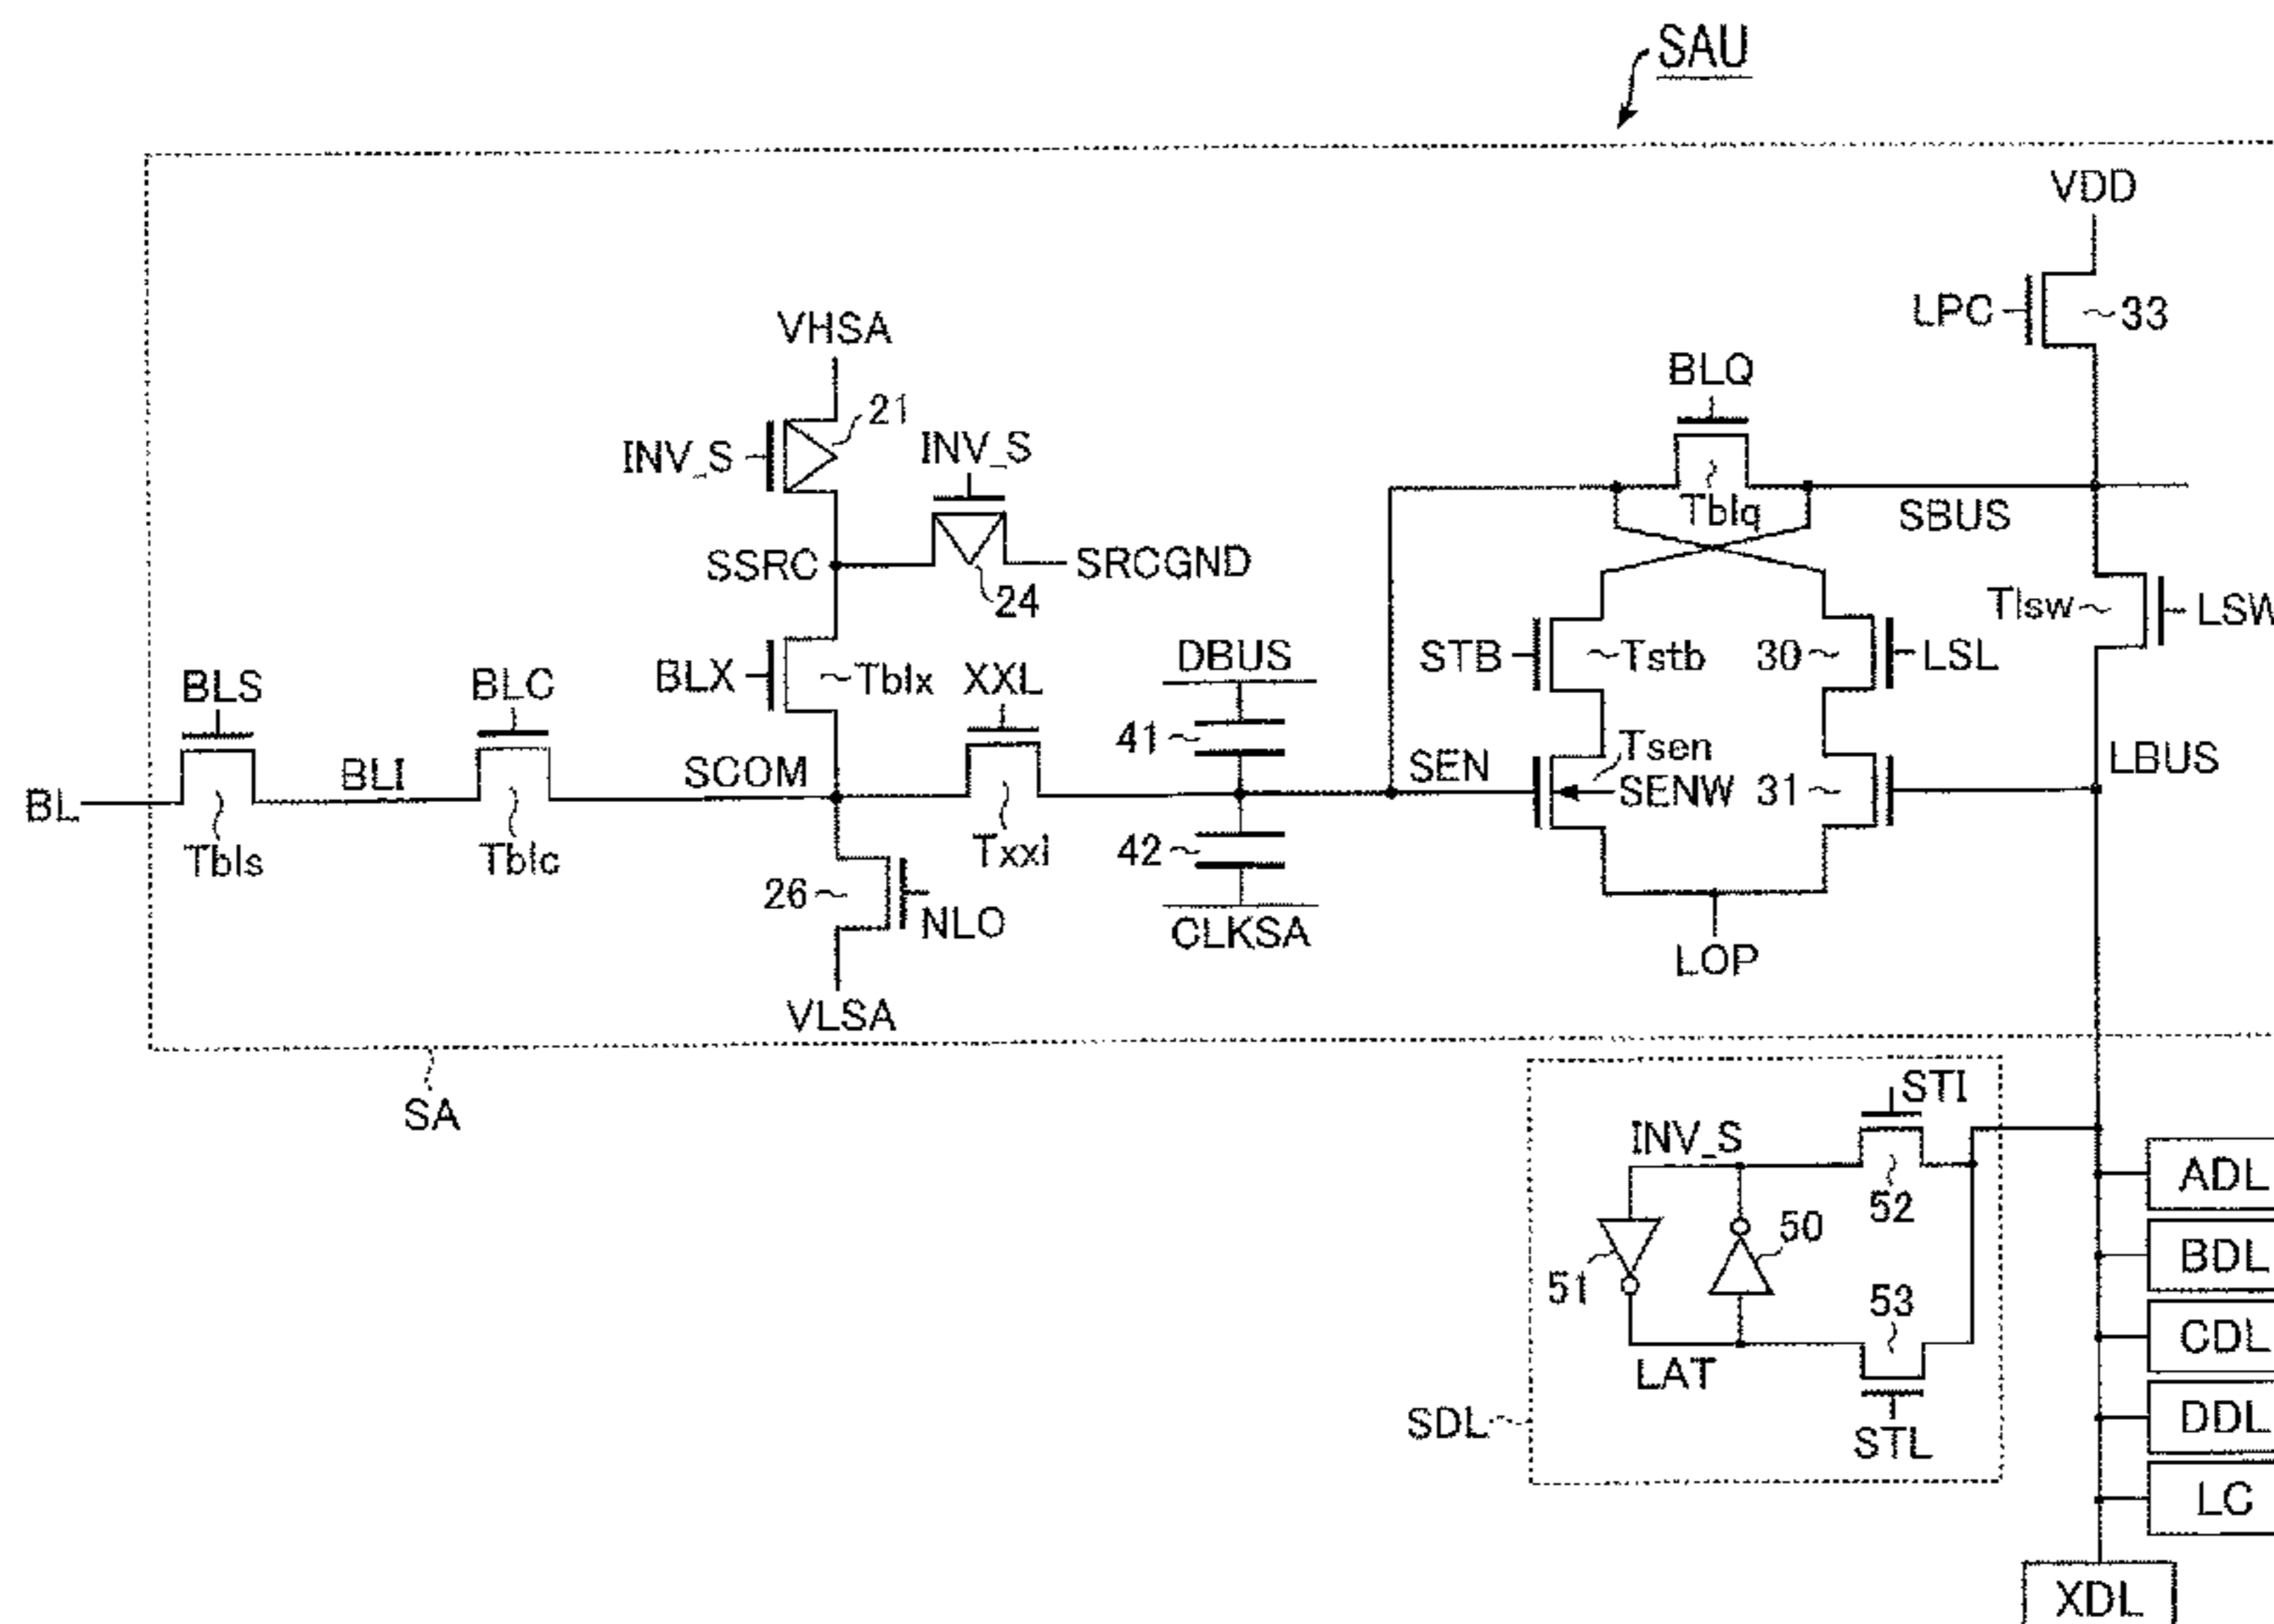 SAU
VDD
LPC
33
VHSA
BLQ
21
INV_S
INV_S
Tblq
SBUS
SSRC
SRCGND
24
Tlsw
LSW
STB
Tstb
30
LSL
DBUS
BLX
Tblx
XXL
BLS
BLC
41
Tsen
LBUS
SEN
SENW
31
BLI
SCOM
BL
Tbls
Tblc
Txxl
42
26
NLO
CLKSA
LOP
VLSA
SA
STI
INV_S
52
ADL
50
BDL
51
53
CDL
LAT
DDL
SDL
STL
LC
XDL